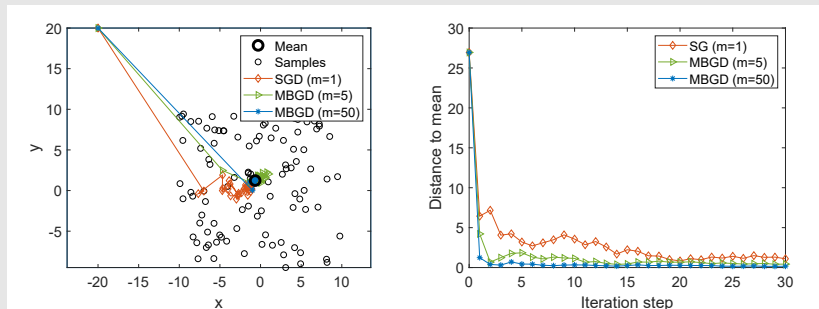 20
15
10
5
0
-5
y
-20
-15
-10
-5
0
5
10
x
Mean
Samples
SGD (m=1)
MBGD (m=5)
MBGD (m=50)
30
25
20
15
10
5
0
Distance to mean
0
5
10
15
20
25
30
Iteration step
SG (m=1)
MBGD (m=5)
MBGD (m=50)